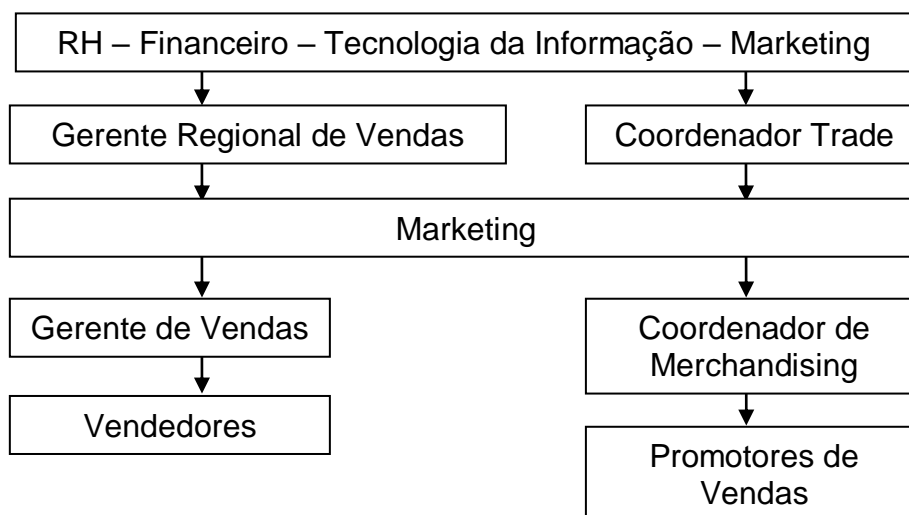 RH – Financeiro – Tecnologia da Informação – Marketing
Gerente Regional de Vendas
Coordenador Trade
Marketing
Gerente de Vendas
Coordenador de
Merchandising
Vendedores
Promotores de
Vendas